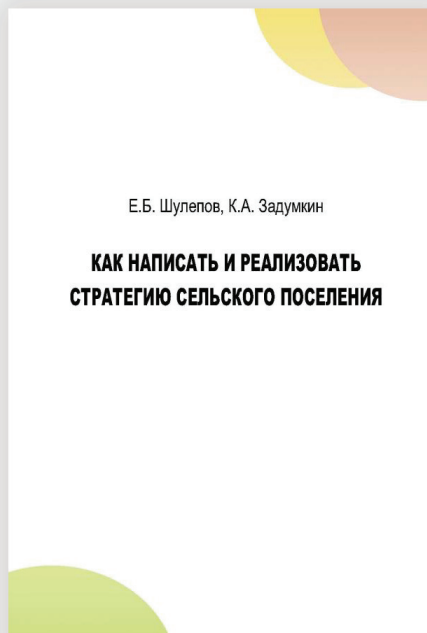 Е.Б. Шулепов, К.А. Задумкин
КАК НАПИСАТЬ И РЕАЛИЗОВАТЬ
СТРАТЕГИЮ СЕЛЬСКОГО ПОСЕЛЕНИЯ